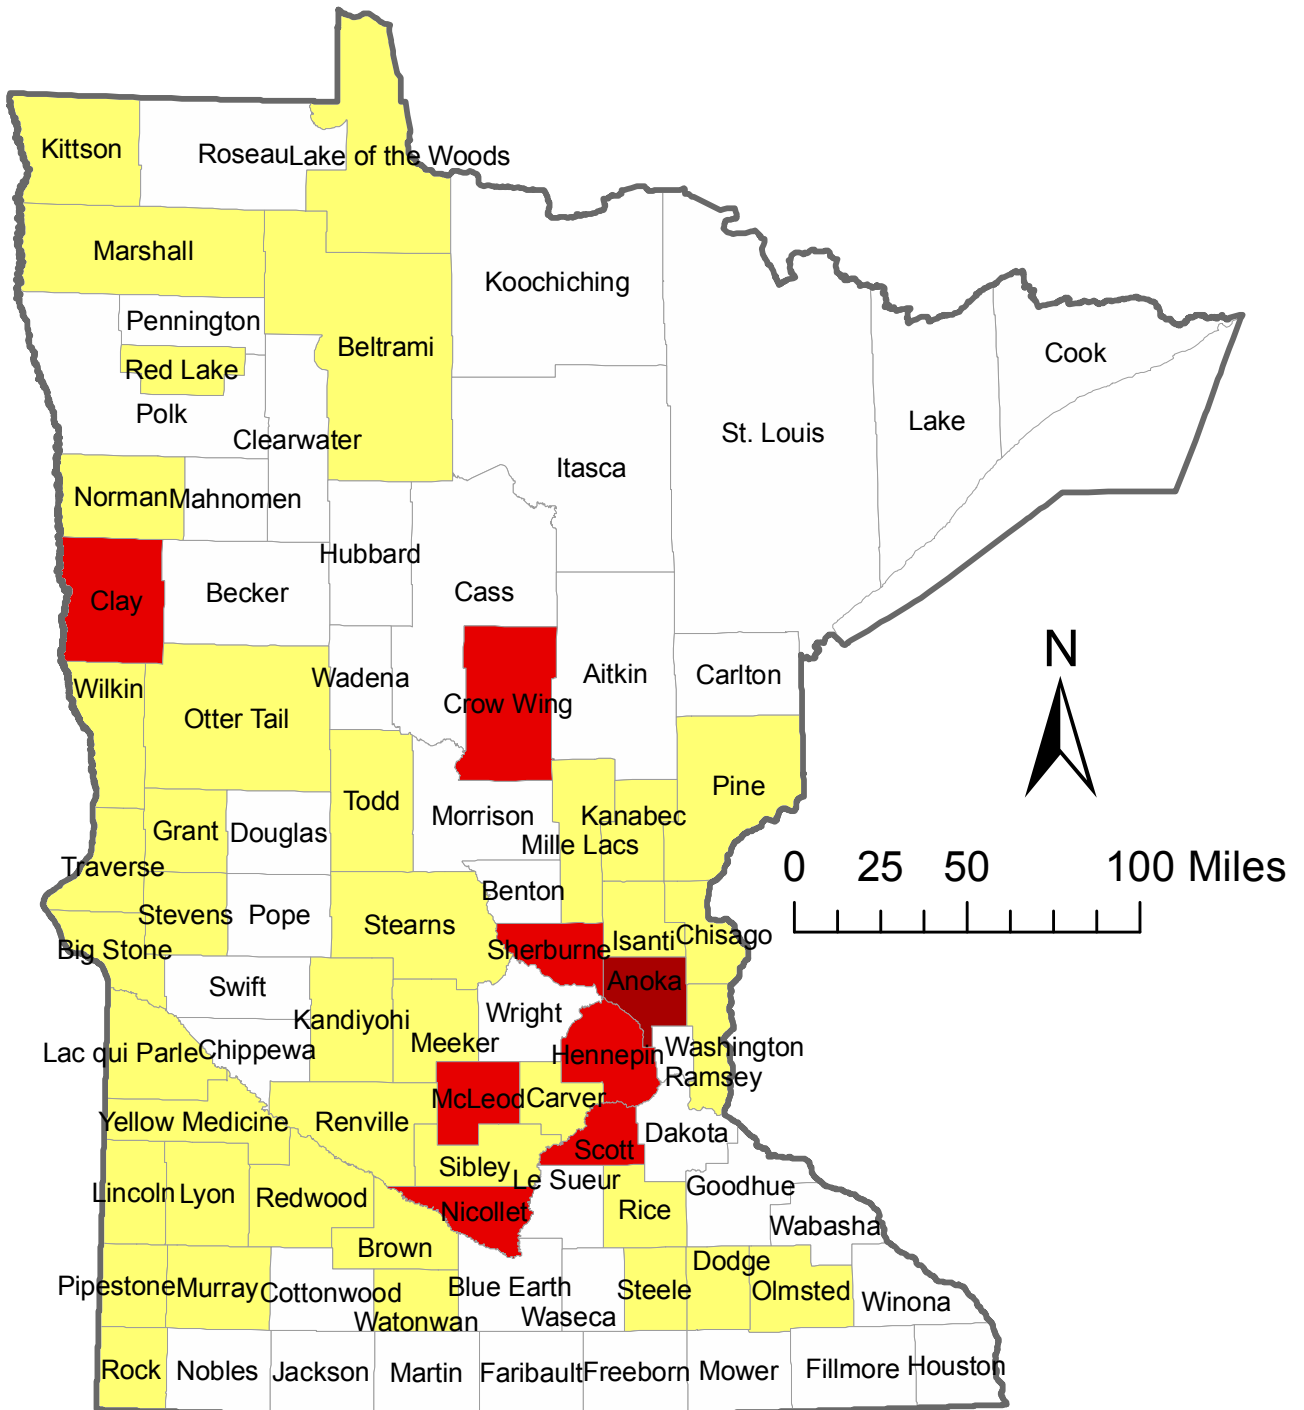 Kittson
Roseau
Lake of the Woods
Marshall
Koochiching
Pennington
Beltrami
Cook
Red Lake
Polk
Lake
St. Louis
Clearwater
Itasca
Norman
Mahnomen
Hubbard
Cass
Becker
Clay
N
Aitkin
Carlton
Wadena
Wilkin
Crow Wing
Otter Tail
Pine
Todd
Morrison
Kanabec
Grant
Douglas
Mille Lacs
0 25 50 100 Miles
Traverse
Benton
Stevens
Pope
Stearns
Chisago
Isanti
Big Stone
Sherburne
Anoka
Swift
Wright
Kandiyohi
Meeker
Washington
Lac qui Parle
Chippewa
Hennepin
Ramsey
McLeod
Carver
Yellow Medicine
Renville
Dakota
Scott
Sibley
Le Sueur
Goodhue
Lincoln
Lyon
Redwood
Nicollet
Rice
Wabasha
Brown
Dodge
Pipestone
Murray
Cottonwood
Blue Earth
Steele
Olmsted
Winona
Waseca
Watonwan
Rock
Nobles
Jackson
Martin
Faribault
Freeborn
Mower
Fillmore
Houston